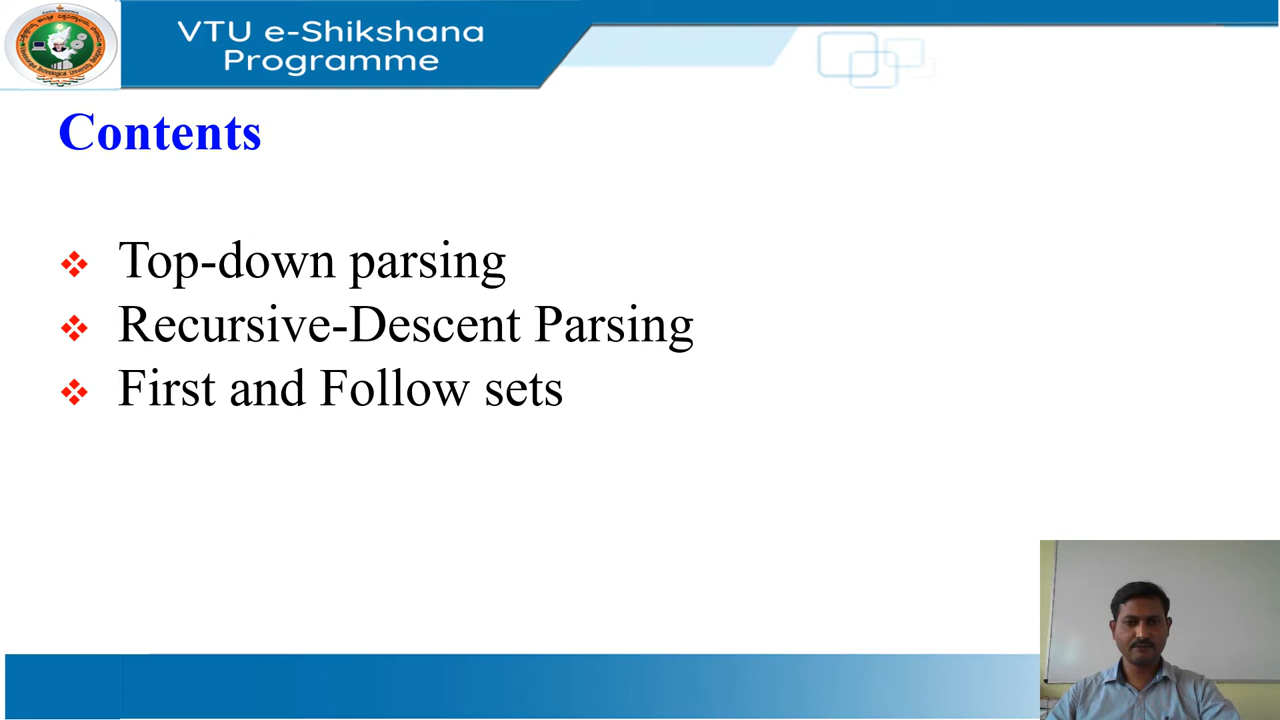 VTU e-Shikshana
Programme
Contents
Top-down parsing
Recursive-Descent Parsing
First and Follow sets